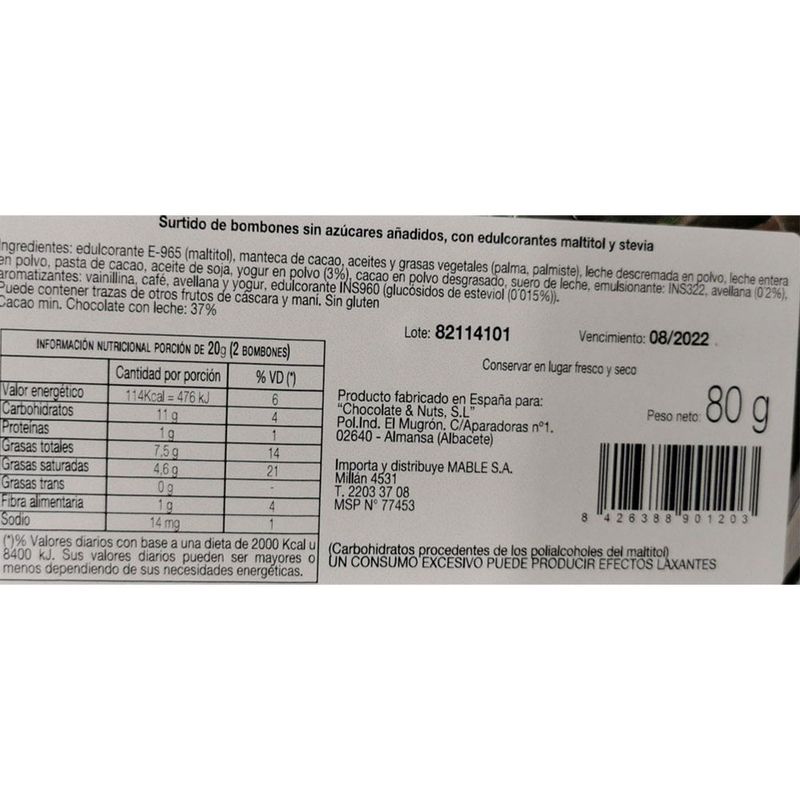 Surtido de bombones sin azúcares añadidos, con edulcorantes maltitol y stevia
Ingredientes: edulcorante E-965 (maltitol), manteca de cacao, aceites y grasas vegetales (palma, palmiste), leche descremada en polvo, leche entera
en polvo, pasta de cacao, aceite de soja, yogur en polvo (3%), cacao en polvo desgrasado, suero de leche, emulsionante: INS322, avellana (0'2%),
aromatizantes: vainillina, café, avellana y yogur, edulcorante INS960 (glucósidos de esteviol (0'015%)).
Puede contener trazas de otros frutos de cáscara y maní. Sin gluten
Cacao min. Chocolate con leche: 37%
Lote: 82114101 Vencimiento: 08/2022
Conservar en lugar fresco y seco
INFORMACIÓN NUTRICIONAL PORCIÓN DE 20g (2 BOMBONES)
Cantidad por porción % VD (*)
Valor energético 114Kcal = 476 kJ 6
Carbohidratos 11 g 4
Proteínas 1 g 1
Grasas totales 7,5 g 14
Grasas saturadas 4,6 g 21
Grasas trans 0 g -
Fibra alimentaria 1 g 4
Sodio 14 mg 1
(*)% Valores diarios con base a una dieta de 2000 Kcal u
8400 kJ. Sus valores diarios pueden ser mayores o
menos dependiendo de sus necesidades energéticas.
Producto fabricado en España para:
"Chocolate & Nuts, S.L"
Pol.Ind. El Mugrón. C/Aparadoras nº1.
02640 - Almansa (Albacete)
Peso neto: 80 g
Importa y distribuye MABLE S.A.
Millán 4531
T. 2203 37 08
MSP Nº 77453
8 426388 901203
(Carbohidratos procedentes de los polialcoholes del maltitol)
UN CONSUMO EXCESIVO PUEDE PRODUCIR EFECTOS LAXANTES